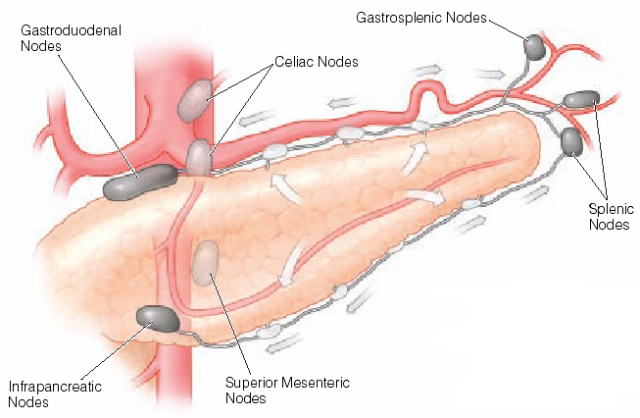 Gastrosplenic Nodes
Gastroduodenal
Nodes
Celiac Nodes
Splenic
Nodes
Infrapancreatic
Nodes
Superior Mesenteric
Nodes